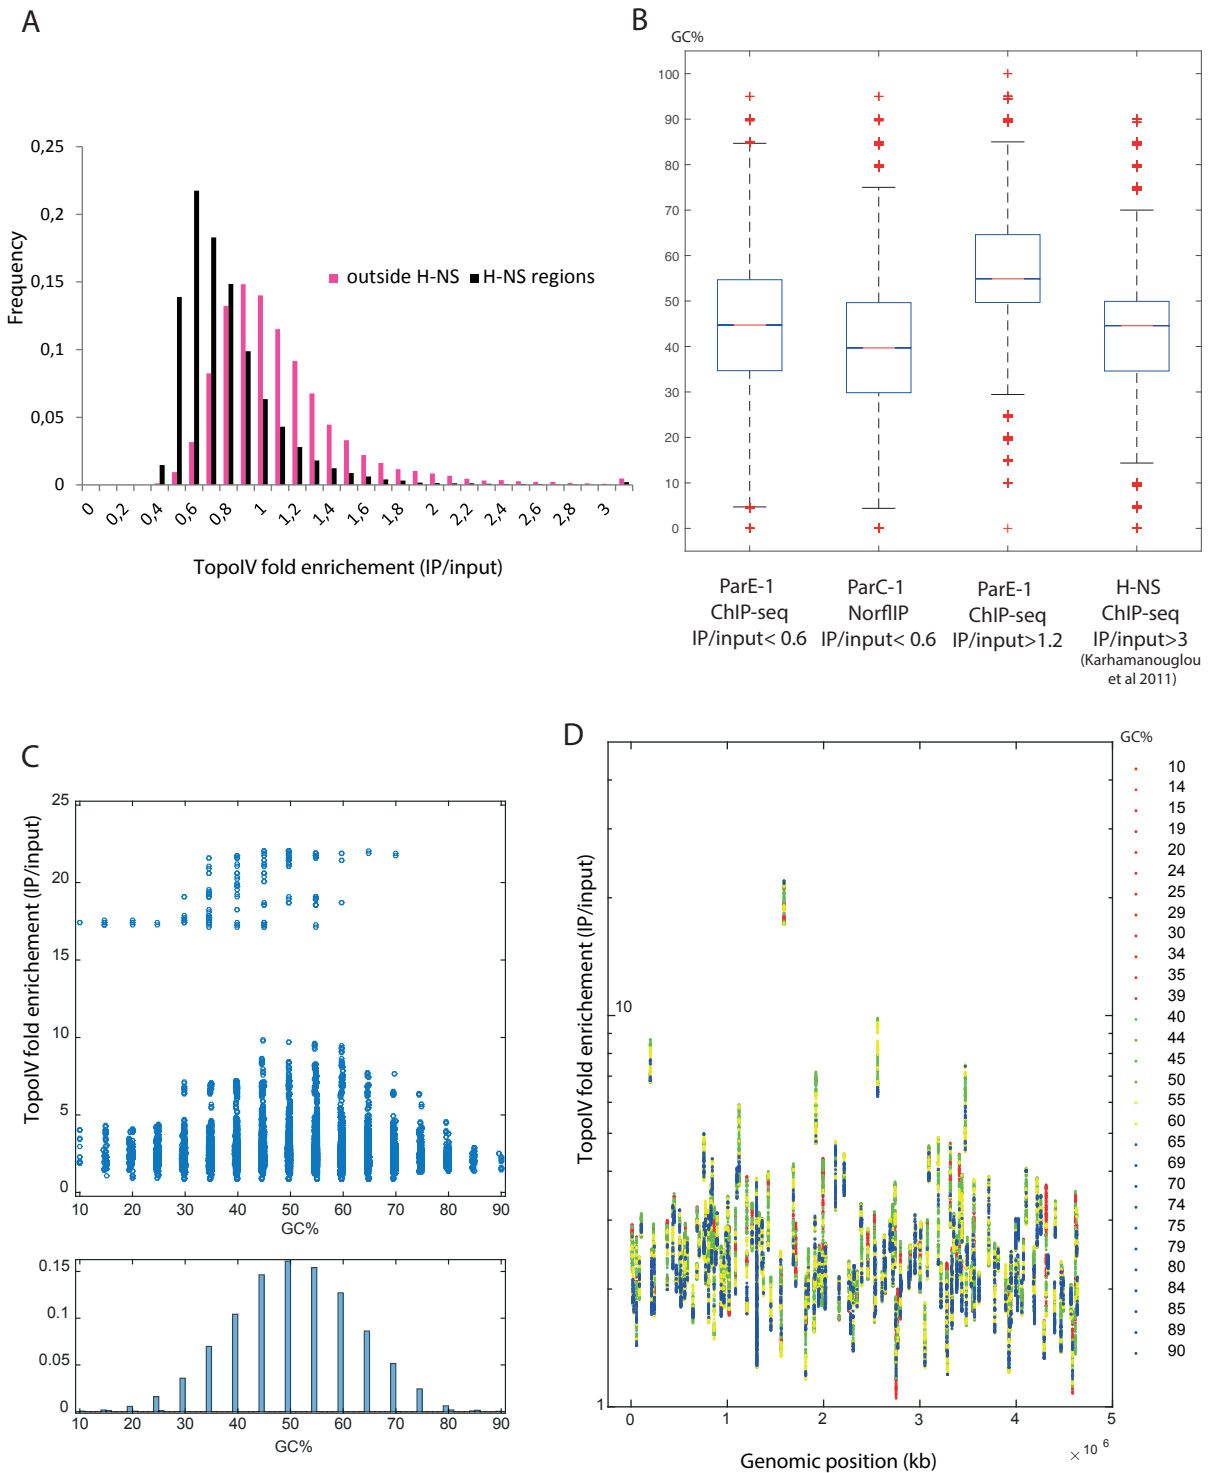 A
Frequency
0,25
0,2
0,15
0,1
0,05
0
outside H-NS H-NS regions
0 0,2 0,4 0,6 0,8 1 1,2 1,4 1,6 1,8 2 2,2 2,4 2,6 2,8 3
TopoIV fold enrichement (IP/input)
B
GC%
100
90
80
70
60
50
40
30
20
10
0
ParE-1
ChIP-seq
IP/input< 0.6
ParC-1
NorflIP
IP/input< 0.6
ParE-1
ChIP-seq
IP/input>1.2
H-NS
ChIP-seq
IP/input>3
(Karhamanouglou
et al 2011)
C
TopoIV fold enrichement (IP/input)
25
20
15
10
5
0
10 20 30 40 50 60 70 80 90
GC%
0.15
0.1
0.05
0
10 20 30 40 50 60 70 80 90
GC%
D
TopoIV fold enrichement (IP/input)
10
1
0 1 2 3 4 5
× 10 6
Genomic position (kb)
GC%
10
14
15
19
20
24
25
29
30
34
35
39
40
44
45
50
55
60
65
69
70
74
75
79
80
84
85
89
90